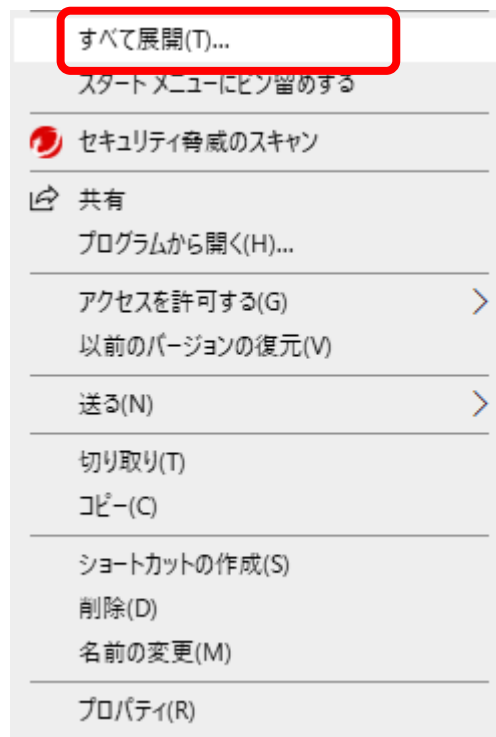 すべて展開(T)...
スタート メニューにピン留めする
セキュリティ脅威のスキャン
共有
プログラムから開く(H)...
アクセスを許可する(G)
以前のバージョンの復元(V)
送る(N)
切り取り(T)
コピー(C)
ショートカットの作成(S)
削除(D)
名前の変更(M)
プロパティ(R)